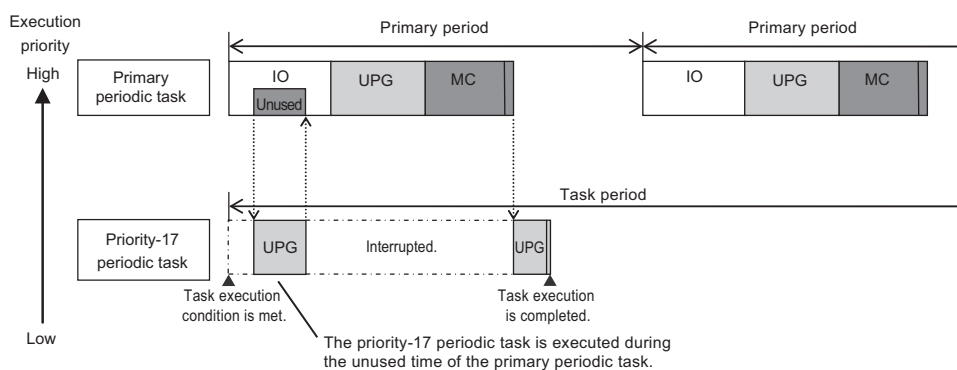 Execution
priority
High
Primary period
Primary period
Primary
periodic task
IO
UPG
MC
Unused
IO
UPG
MC
Task period
Priority-17
periodic task
UPG
Interrupted.
UPG
Task execution
condition is met.
Task execution
is completed.
Low
The priority-17 periodic task is executed during
the unused time of the primary periodic task.